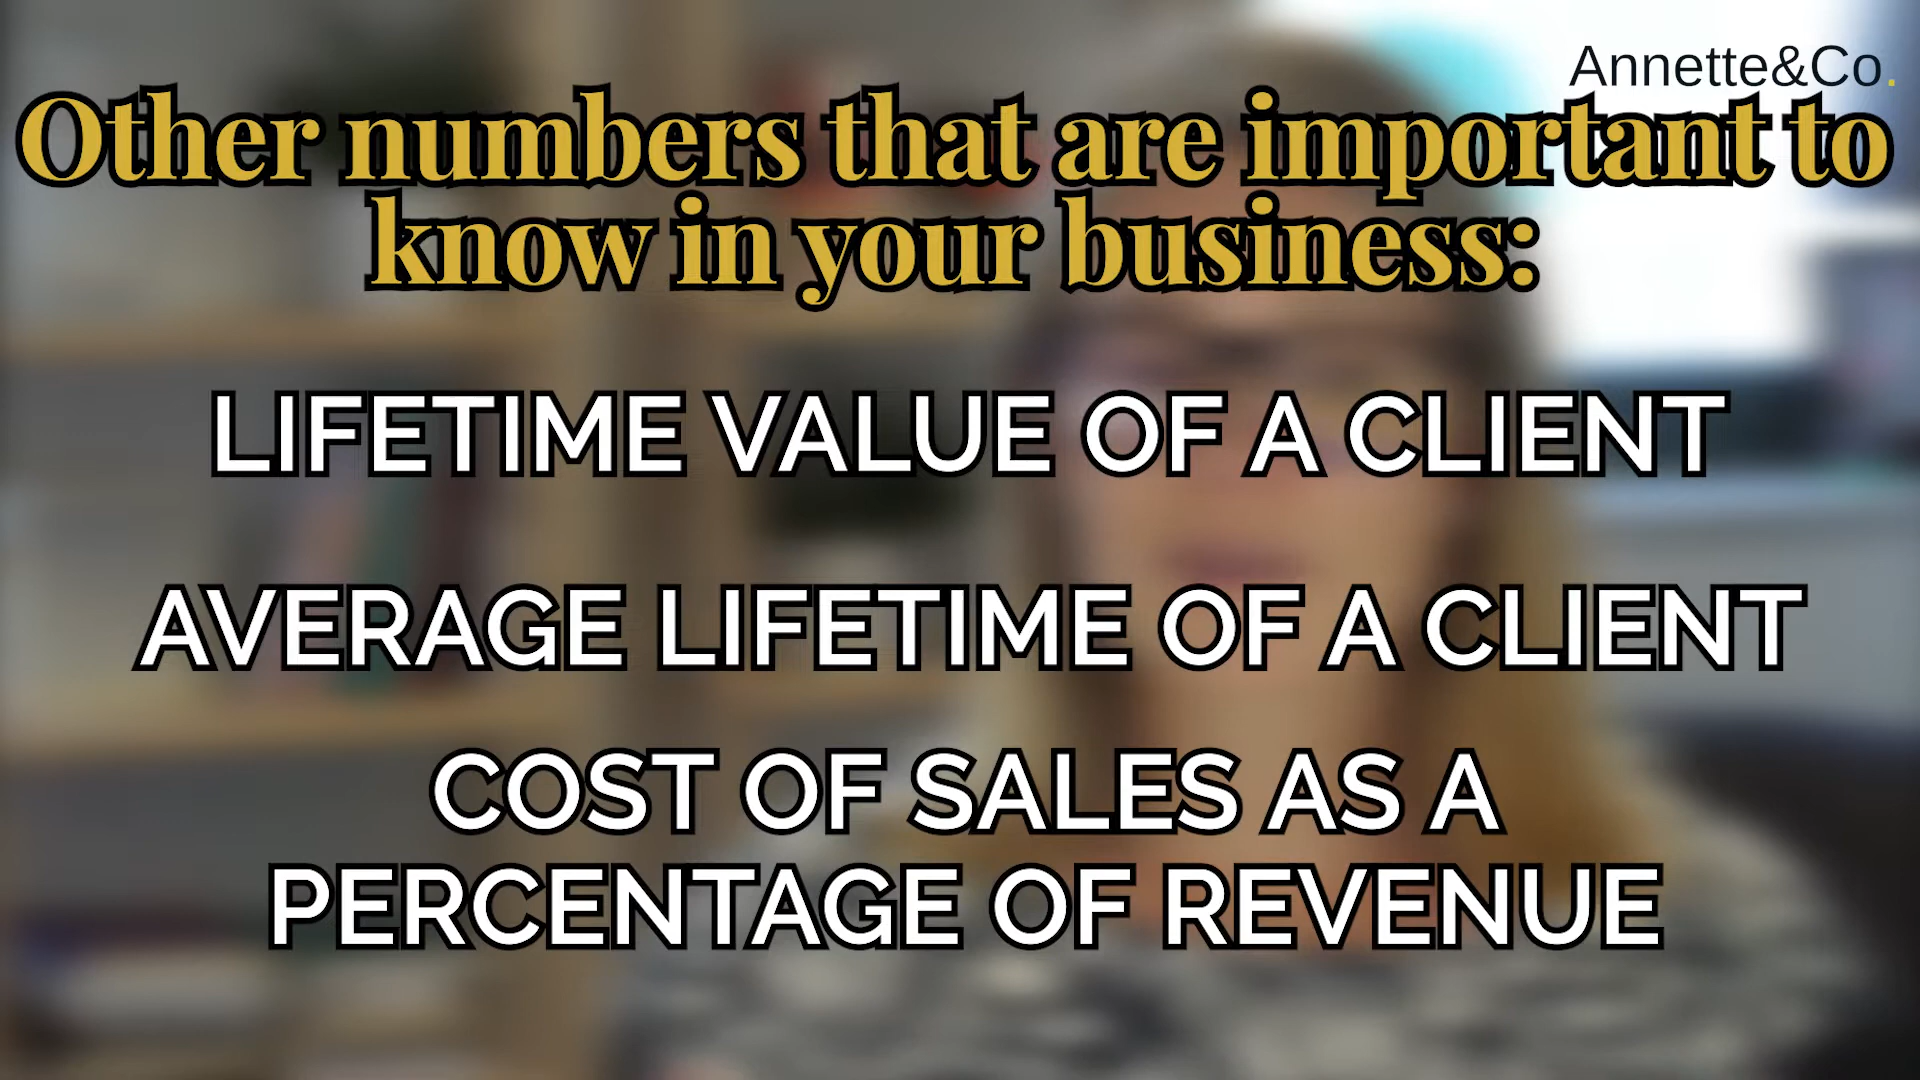 Annette&Co.
Other numbers that are important to
know in your business:
LIFETIME VALUE OF A CLIENT
AVERAGE LIFETIME OF A CLIENT
COST OF SALES AS A
PERCENTAGE OF REVENUE